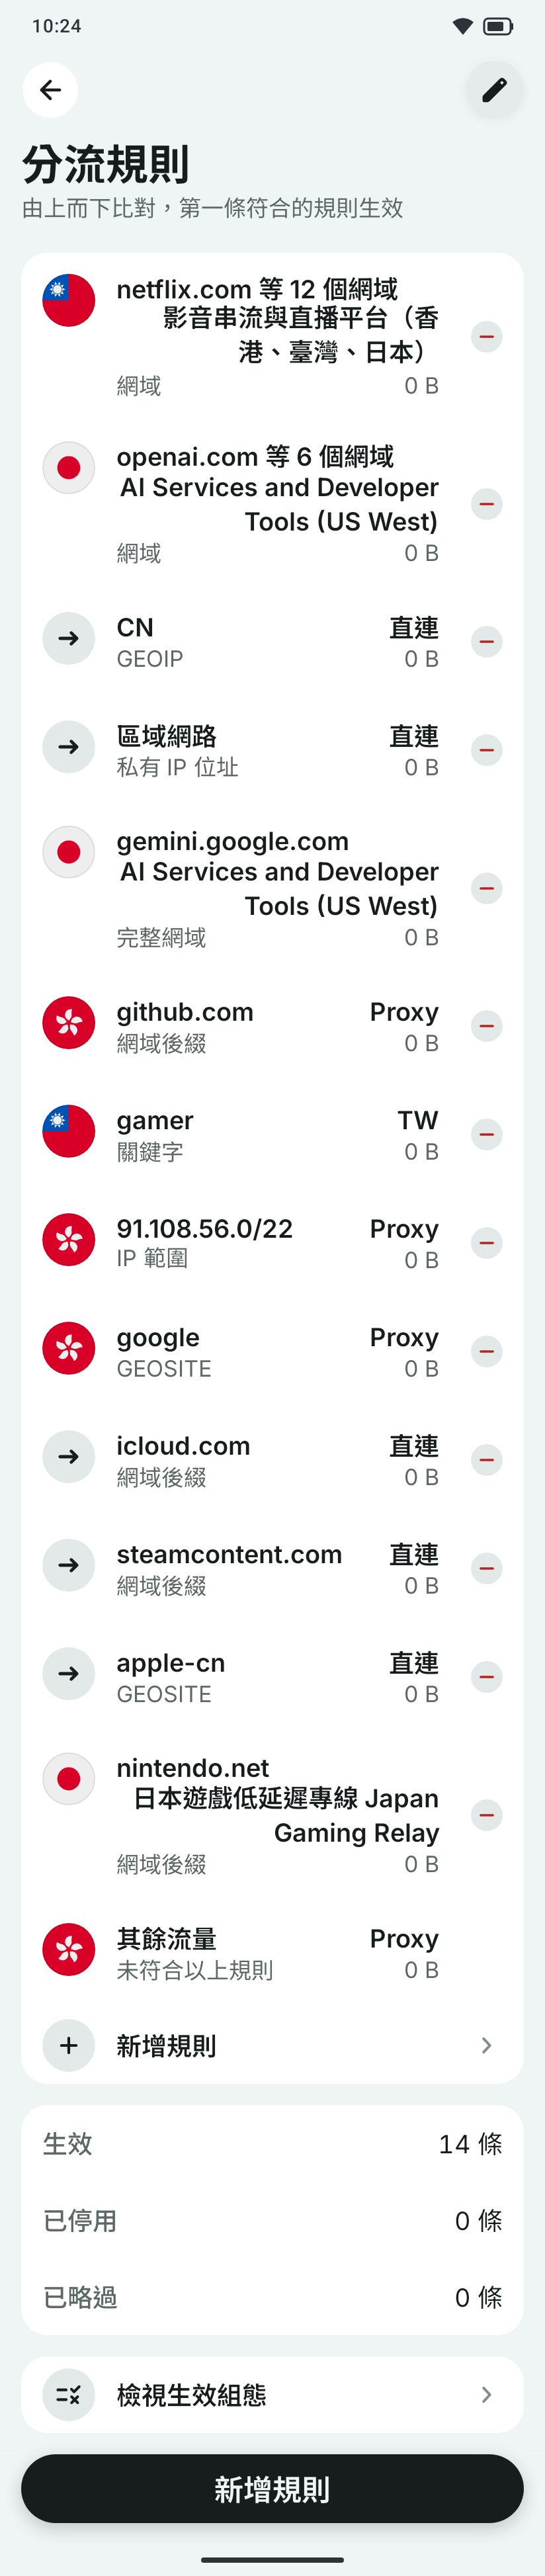 10:24
分流規則
由上而下比對，第一條符合的規則生效
netflix.com 等 12 個網域
影音串流與直播平台（香
港、臺灣、日本）
網域 0 B
openai.com 等 6 個網域
AI Services and Developer
Tools (US West)
網域 0 B
CN 直連
GEOIP 0 B
區域網路 直連
私有 IP 位址 0 B
gemini.google.com
AI Services and Developer
Tools (US West)
完整網域 0 B
github.com Proxy
網域後綴 0 B
gamer TW
關鍵字 0 B
91.108.56.0/22 Proxy
IP 範圍 0 B
google Proxy
GEOSITE 0 B
icloud.com 直連
網域後綴 0 B
steamcontent.com 直連
網域後綴 0 B
apple-cn 直連
GEOSITE 0 B
nintendo.net
日本遊戲低延遲專線 Japan
Gaming Relay
網域後綴 0 B
其餘流量 Proxy
未符合以上規則 0 B
新增規則
生效 14 條
已停用 0 條
已略過 0 條
檢視生效組態
新增規則